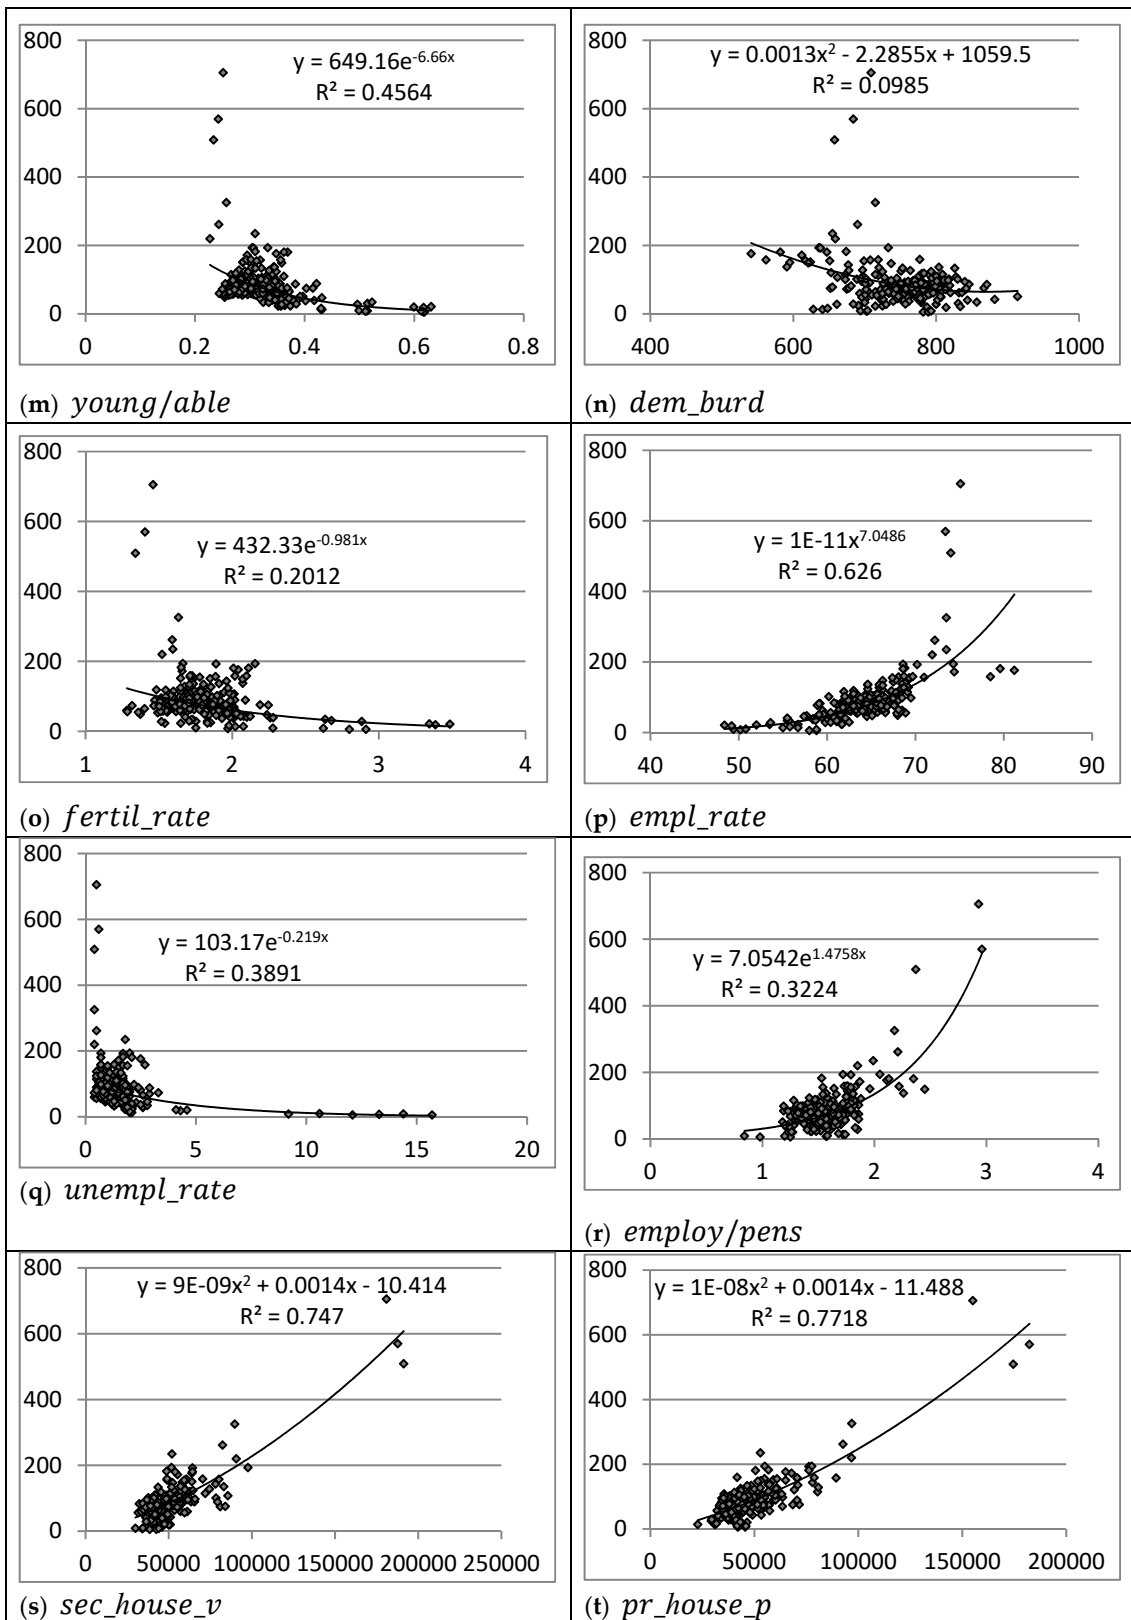 800
600
400
200
0
0 0.2 0.4 0.6 0.8
y = 649.16e^-6.66x
R² = 0.4564
(m) young/able
800
600
400
200
0
400 600 800 1000
y = 0.0013x² - 2.2855x + 1059.5
R² = 0.0985
(n) dem_burd
800
600
400
200
0
1 2 3 4
y = 432.33e^-0.981x
R² = 0.2012
(o) fertil_rate
800
600
400
200
0
40 50 60 70 80 90
y = 1E-11x^7.0486
R² = 0.626
(p) empl_rate
800
600
400
200
0
0 5 10 15 20
y = 103.17e^-0.219x
R² = 0.3891
(q) unempl_rate
800
600
400
200
0
0 1 2 3 4
y = 7.0542e^1.4758x
R² = 0.3224
(r) employ/pens
800
600
400
200
0
0 50000 100000 150000 200000 250000
y = 9E-09x² + 0.0014x - 10.414
R² = 0.747
(s) sec_house_v
800
600
400
200
0
0 50000 100000 150000 200000
y = 1E-08x² + 0.0014x - 11.488
R² = 0.7718
(t) pr_house_p